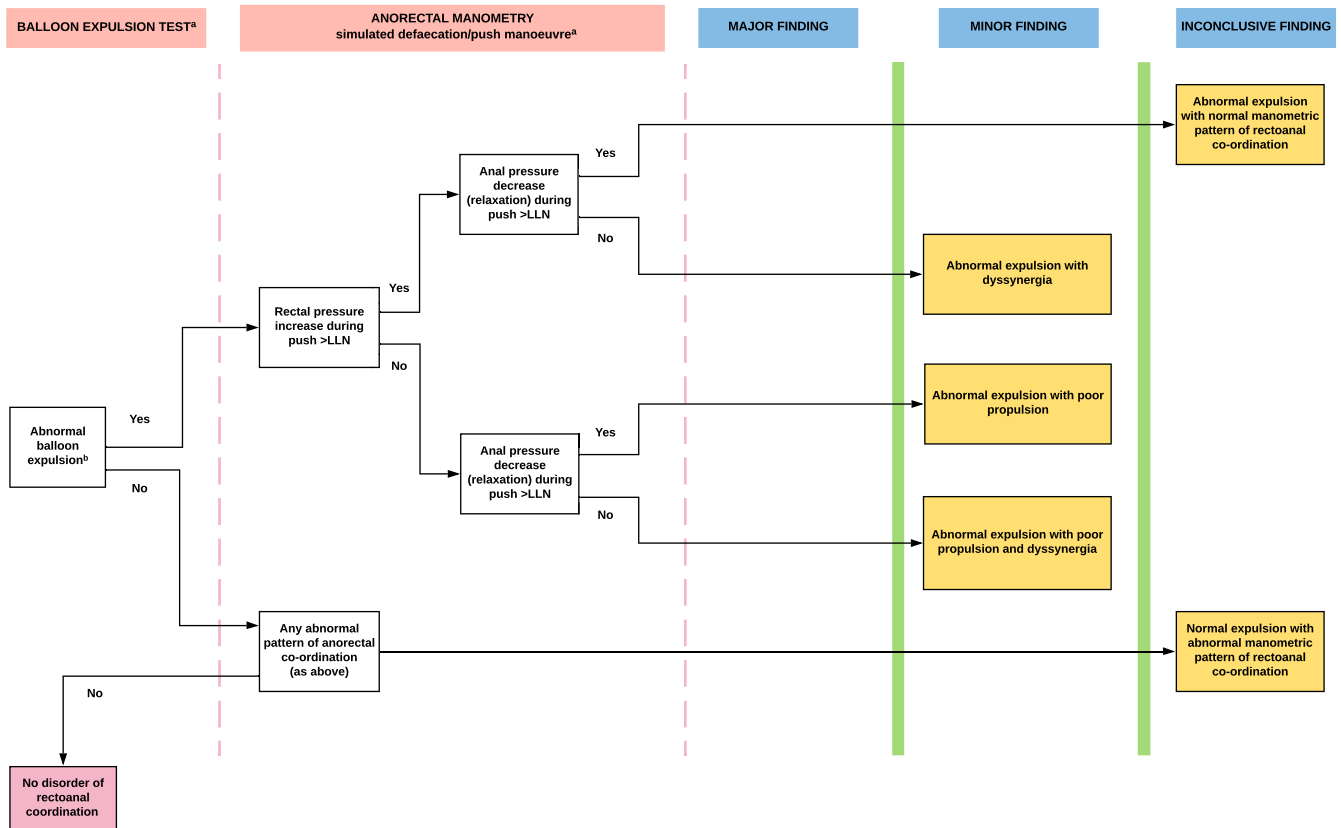 BALLOON EXPULSION TESTa
ANORECTAL MANOMETRY
simulated defaecation/push manoeuvrea
MAJOR FINDING
MINOR FINDING
INCONCLUSIVE FINDING
Abnormal
balloon
expulsionb
Yes
No
Rectal pressure
increase during
push >LLN
Yes
No
Anal pressure
decrease
(relaxation) during
push >LLN
Yes
No
Abnormal expulsion
with normal manometric
pattern of rectoanal
co-ordination
Abnormal expulsion with
dyssynergia
Anal pressure
decrease
(relaxation) during
push >LLN
Yes
No
Abnormal expulsion with poor
propulsion
Abnormal expulsion with poor
propulsion and dyssynergia
Any abnormal
pattern of anorectal
co-ordination
(as above)
No
Normal expulsion with
abnormal manometric
pattern of rectoanal
co-ordination
No disorder of
rectoanal
coordination